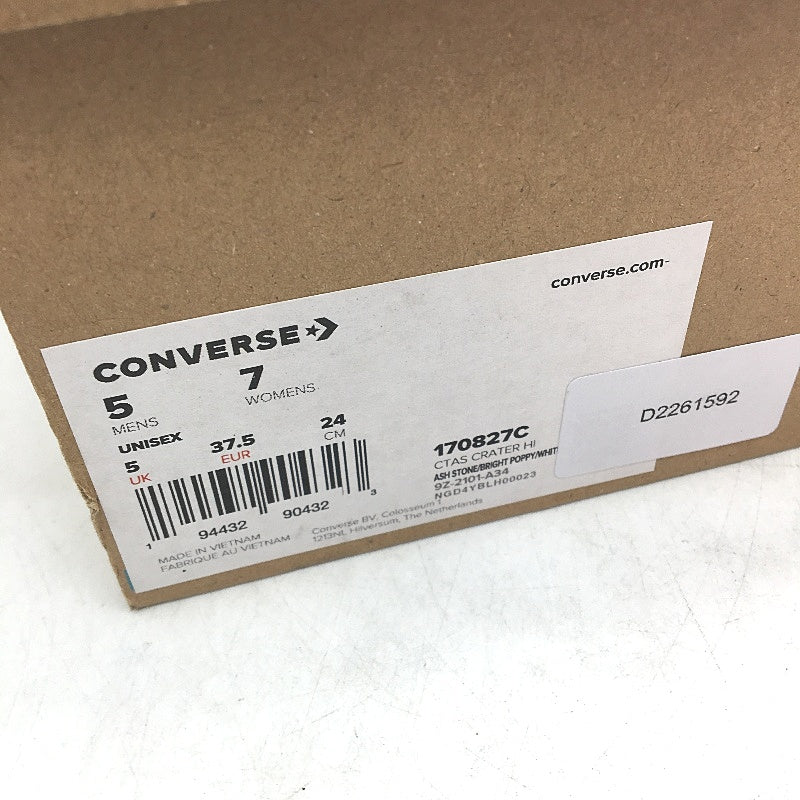 converse.com
CONVERSE
5 7
MENS WOMENS
UNISEX
5 37.5 24
UK EUR CM
1 94432 90432 3
MADE IN VIETNAM
FABRIQUE AU VIETNAM
170827C
CTAS CRATER HI
ASH STONE/BRIGHT POPPY/WHIT
9Z-2101-A34
NGD4YBLH00023
Converse BV, Colosseum 1
1213NL Hilversum, The Netherlands
D2261592